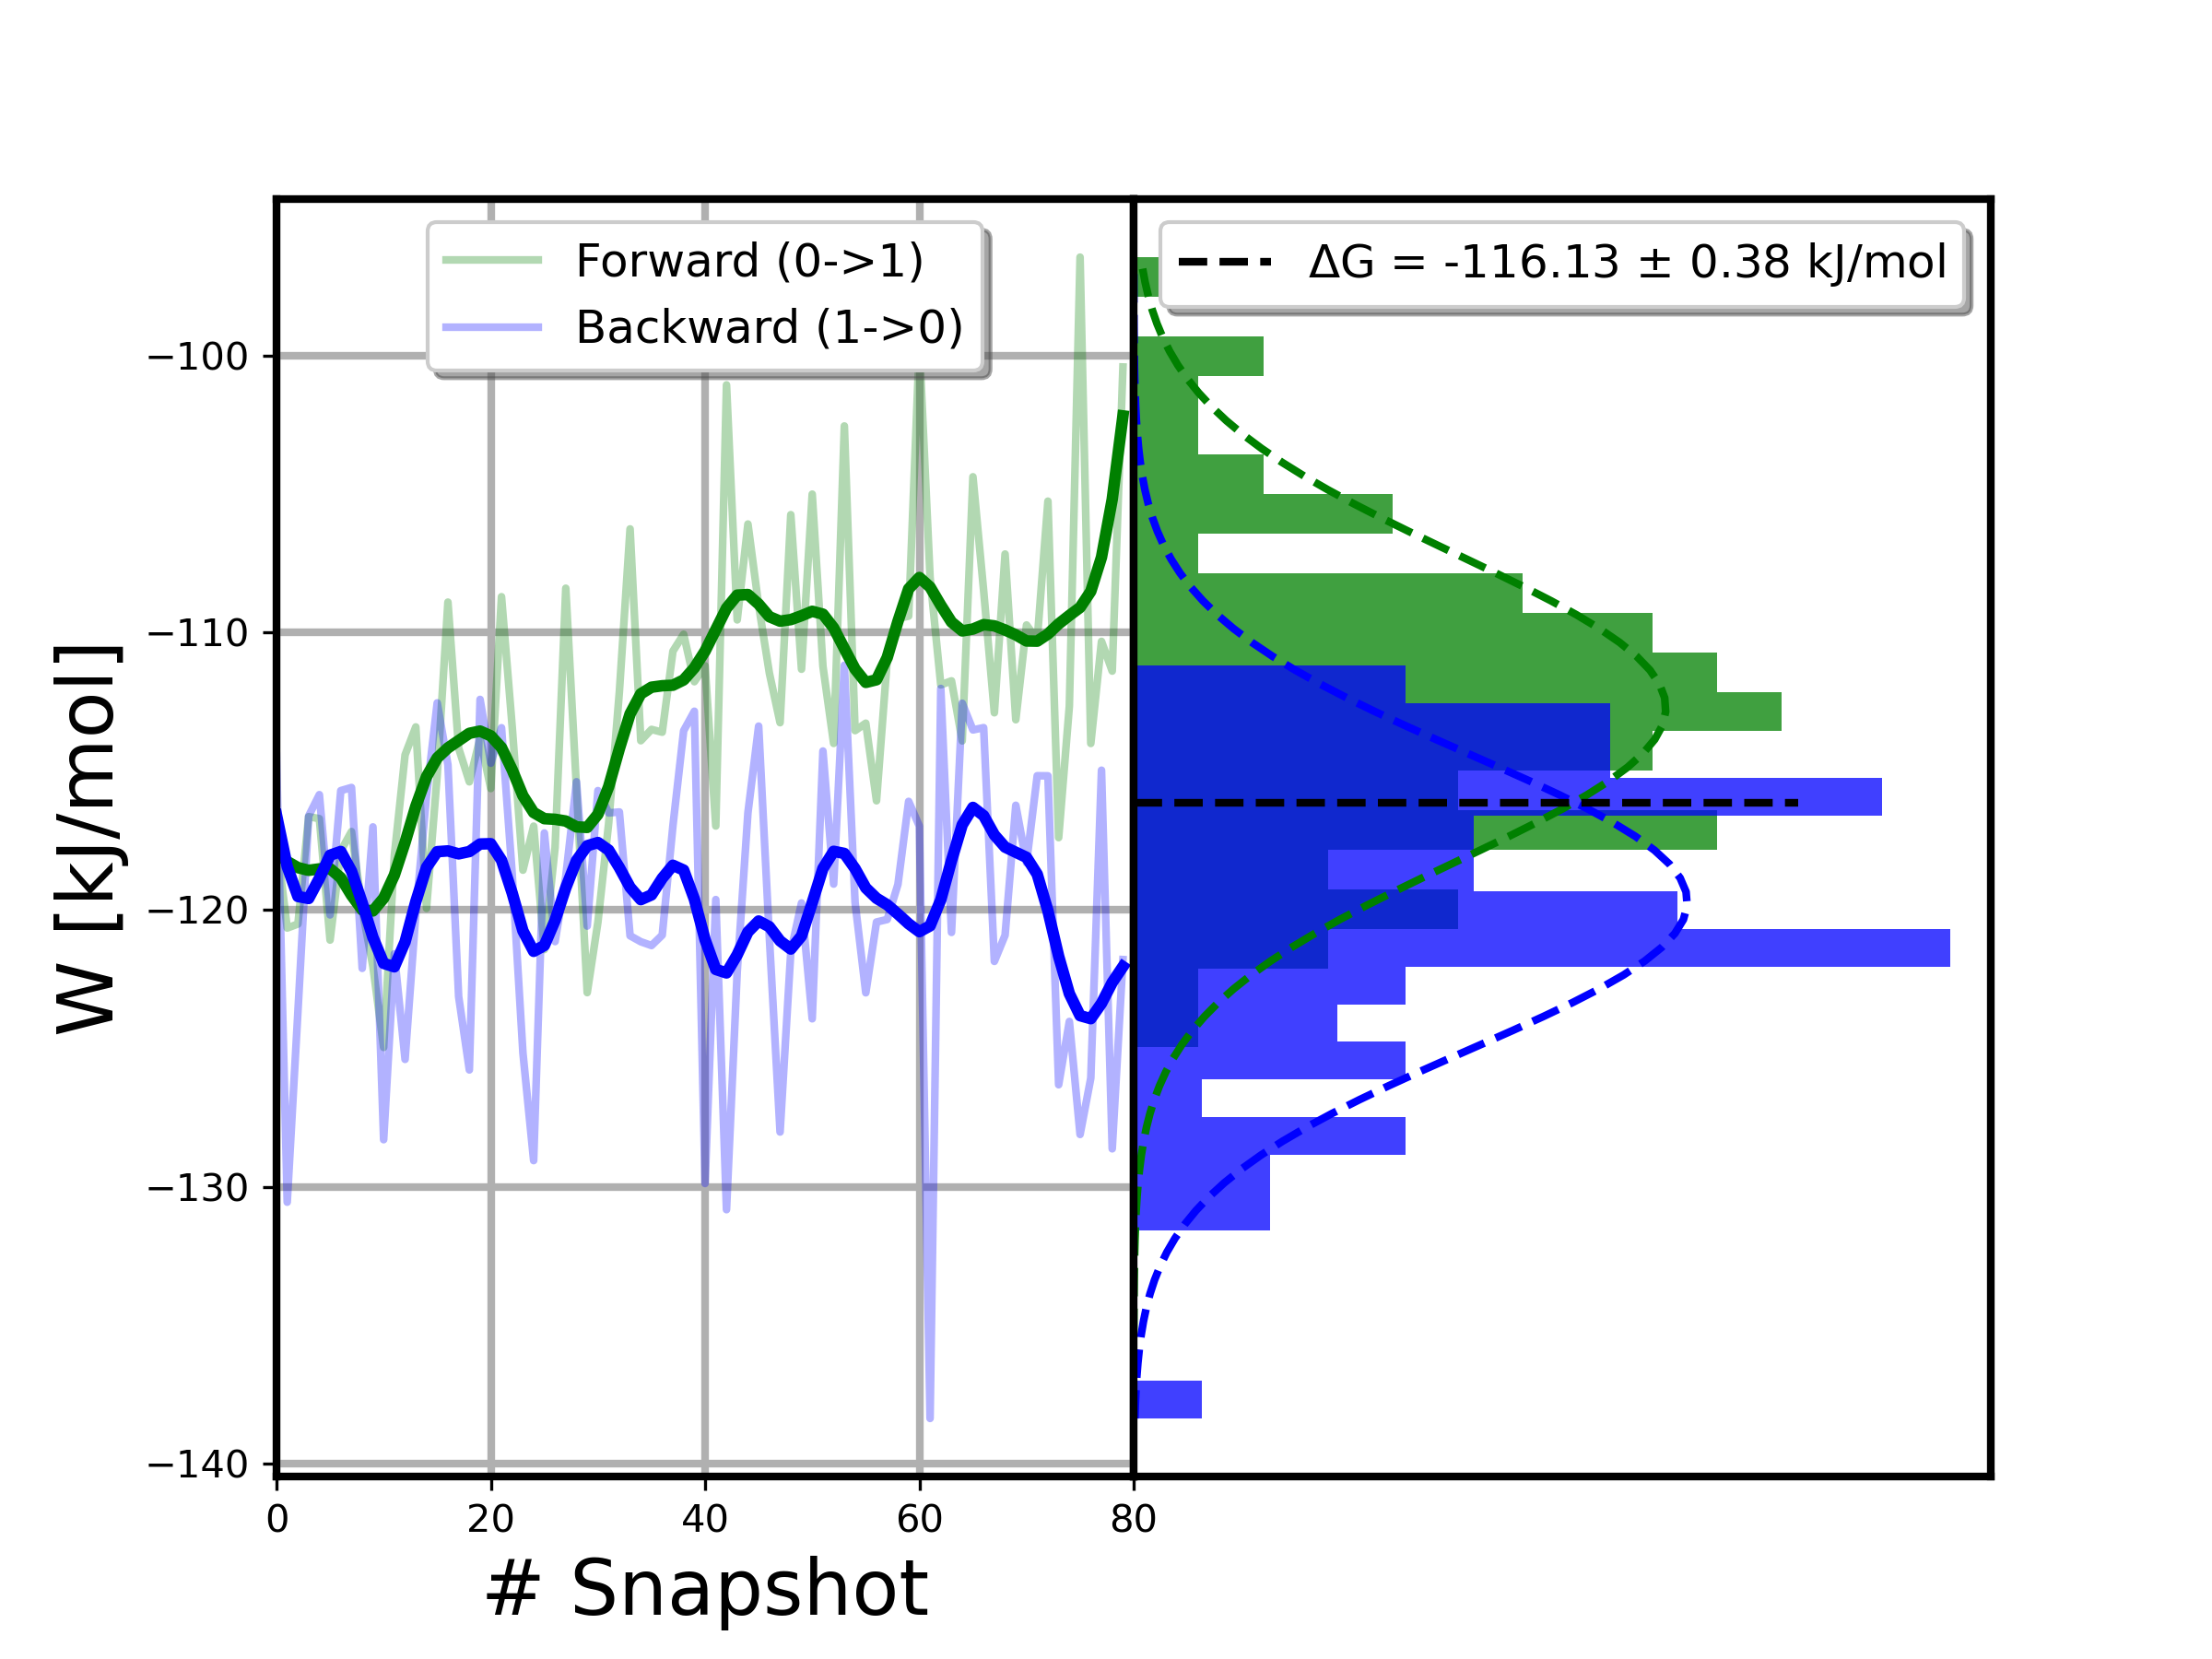 Forward (0->1)
Backward (1->0)
ΔG = -116.13 ± 0.38 kJ/mol
W [kJ/mol]
−100
−110
−120
−130
−140
0 20 40 60 80
# Snapshot